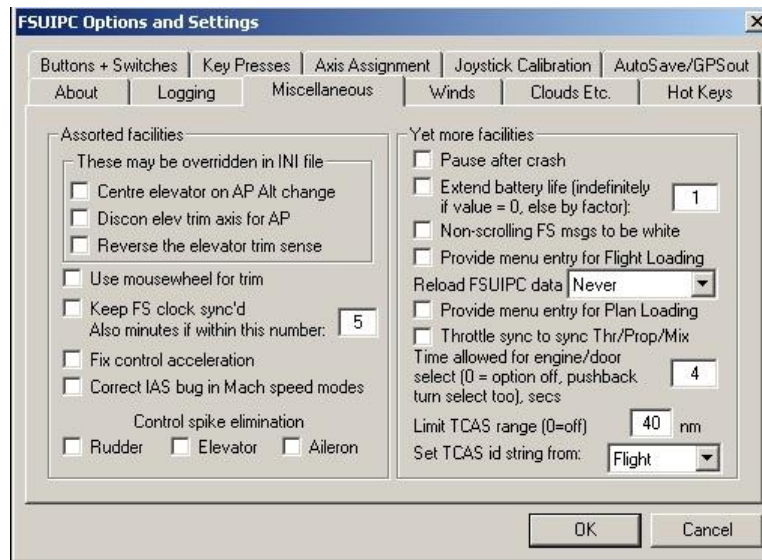 FSUIPC Options and Settings
Buttons + Switches
Key Presses
Axis Assignment
Joystick Calibration
AutoSave/GPSout
About
Logging
Miscellaneous
Winds
Clouds Etc.
Hot Keys
Assorted facilities
These may be overridden in INI file
Centre elevator on AP Alt change
Discon elev trim axis for AP
Reverse the elevator trim sense
Use mousewheel for trim
Keep FS clock sync'd
Also minutes if within this number: 5
Fix control acceleration
Correct IAS bug in Mach speed modes
Control spike elimination
Rudder
Elevator
Aileron
Yet more facilities
Pause after crash
Extend battery life (indefinitely
if value = 0, else by factor): 1
Non-scrolling FS msgs to be white
Provide menu entry for Flight Loading
Reload FSUIPC data Never
Provide menu entry for Plan Loading
Throttle sync to sync Thr/Prop/Mix
Time allowed for engine/door
select (0 = option off, pushback 4
turn select too), secs
Limit TCAS range (0=off) 40 nm
Set TCAS id string from: Flight
OK
Cancel